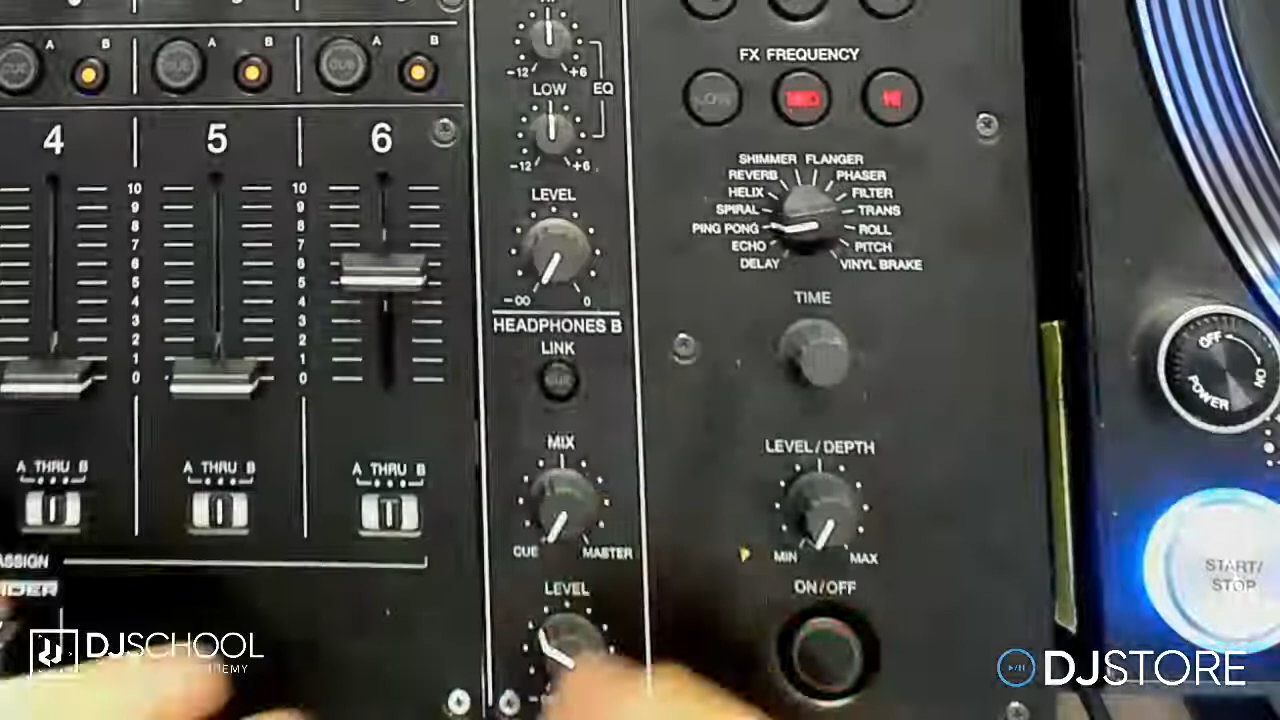 A B A B A B
CUE CUE CUE
4 5 6
10 10
9 9
8 8
7 7
6 6
5 5
4 4
3 3
2 2
1 1
0 0
A THRU B A THRU B A THRU B
ASSIGN
-12 +6
LOW
EQ
-12 +6
LEVEL
-00 0
HEADPHONES B
LINK
CUE
MIX
CUE MASTER
LEVEL
FX FREQUENCY
LOW MID HI
SHIMMER FLANGER
REVERB PHASER
HELIX FILTER
SPIRAL TRANS
PING PONG ROLL
ECHO PITCH
DELAY VINYL BRAKE
TIME
LEVEL/DEPTH
MIN MAX
ON/OFF
OFF ON
POWER
START/
STOP
DJSCHOOL
DJSTORE